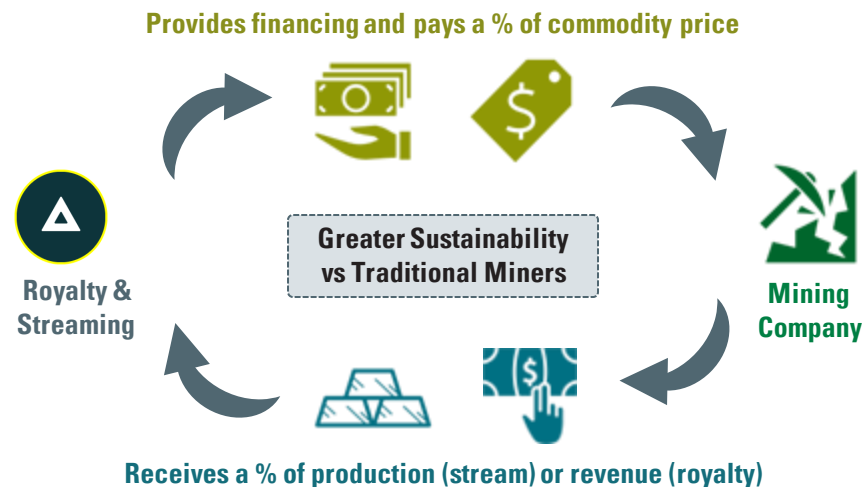 Provides financing and pays a % of commodity price
$
Greater Sustainability
vs Traditional Miners
Royalty &
Streaming
Mining
Company
$
Receives a % of production (stream) or revenue (royalty)